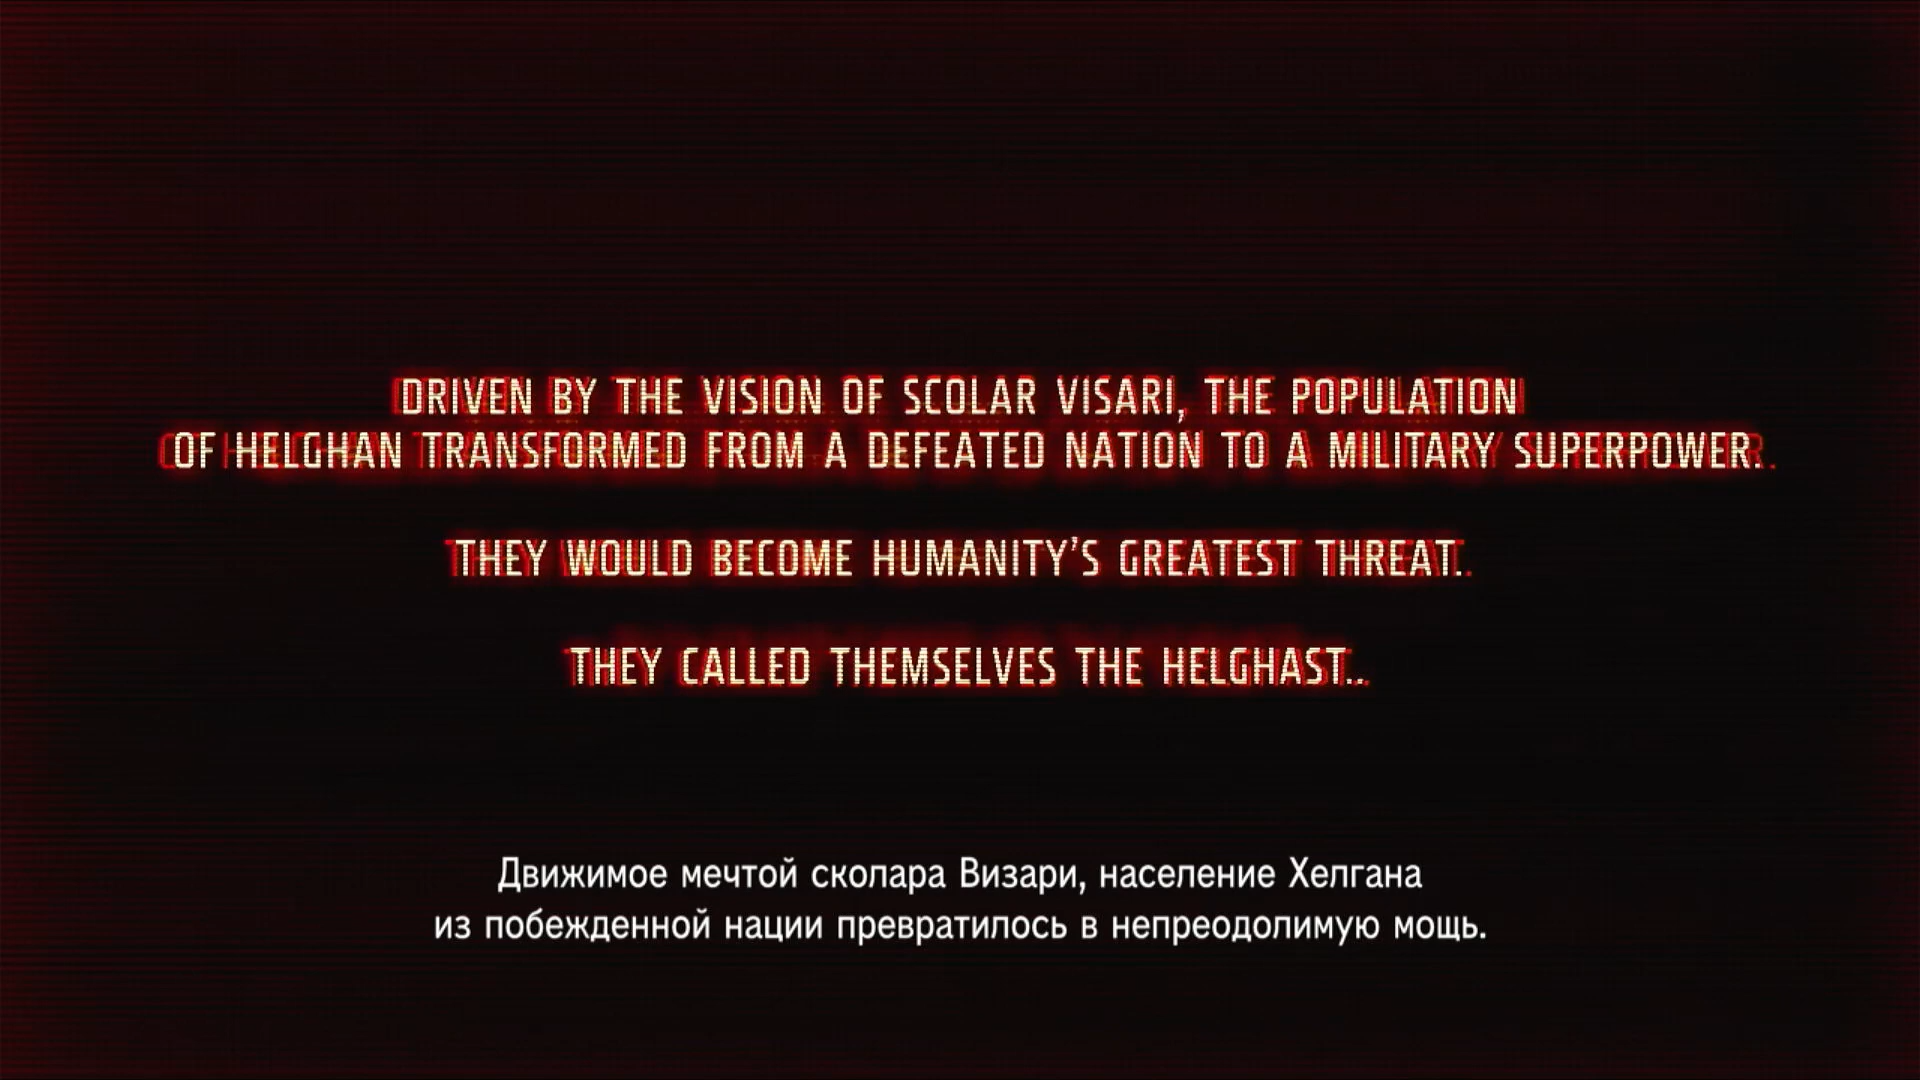 DRIVEN BY THE VISION OF SCOLAR VISARI, THE POPULATION
OF HELGHAN TRANSFORMED FROM A DEFEATED NATION TO A MILITARY SUPERPOWER.
THEY WOULD BECOME HUMANITY'S GREATEST THREAT.
THEY CALLED THEMSELVES THE HELGHAST..
Движимое мечтой сколара Визари, население Хелгана
из побежденной нации превратилось в непреодолимую мощь.